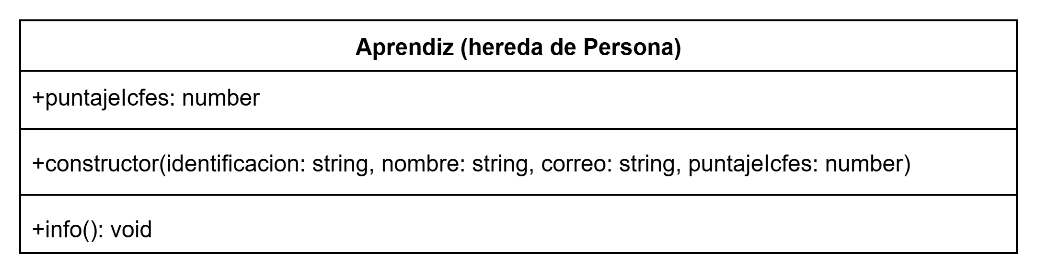 Aprendiz (hereda de Persona)
+puntajeIcfes: number
+constructor(identificacion: string, nombre: string, correo: string, puntajeIcfes: number)
+info(): void